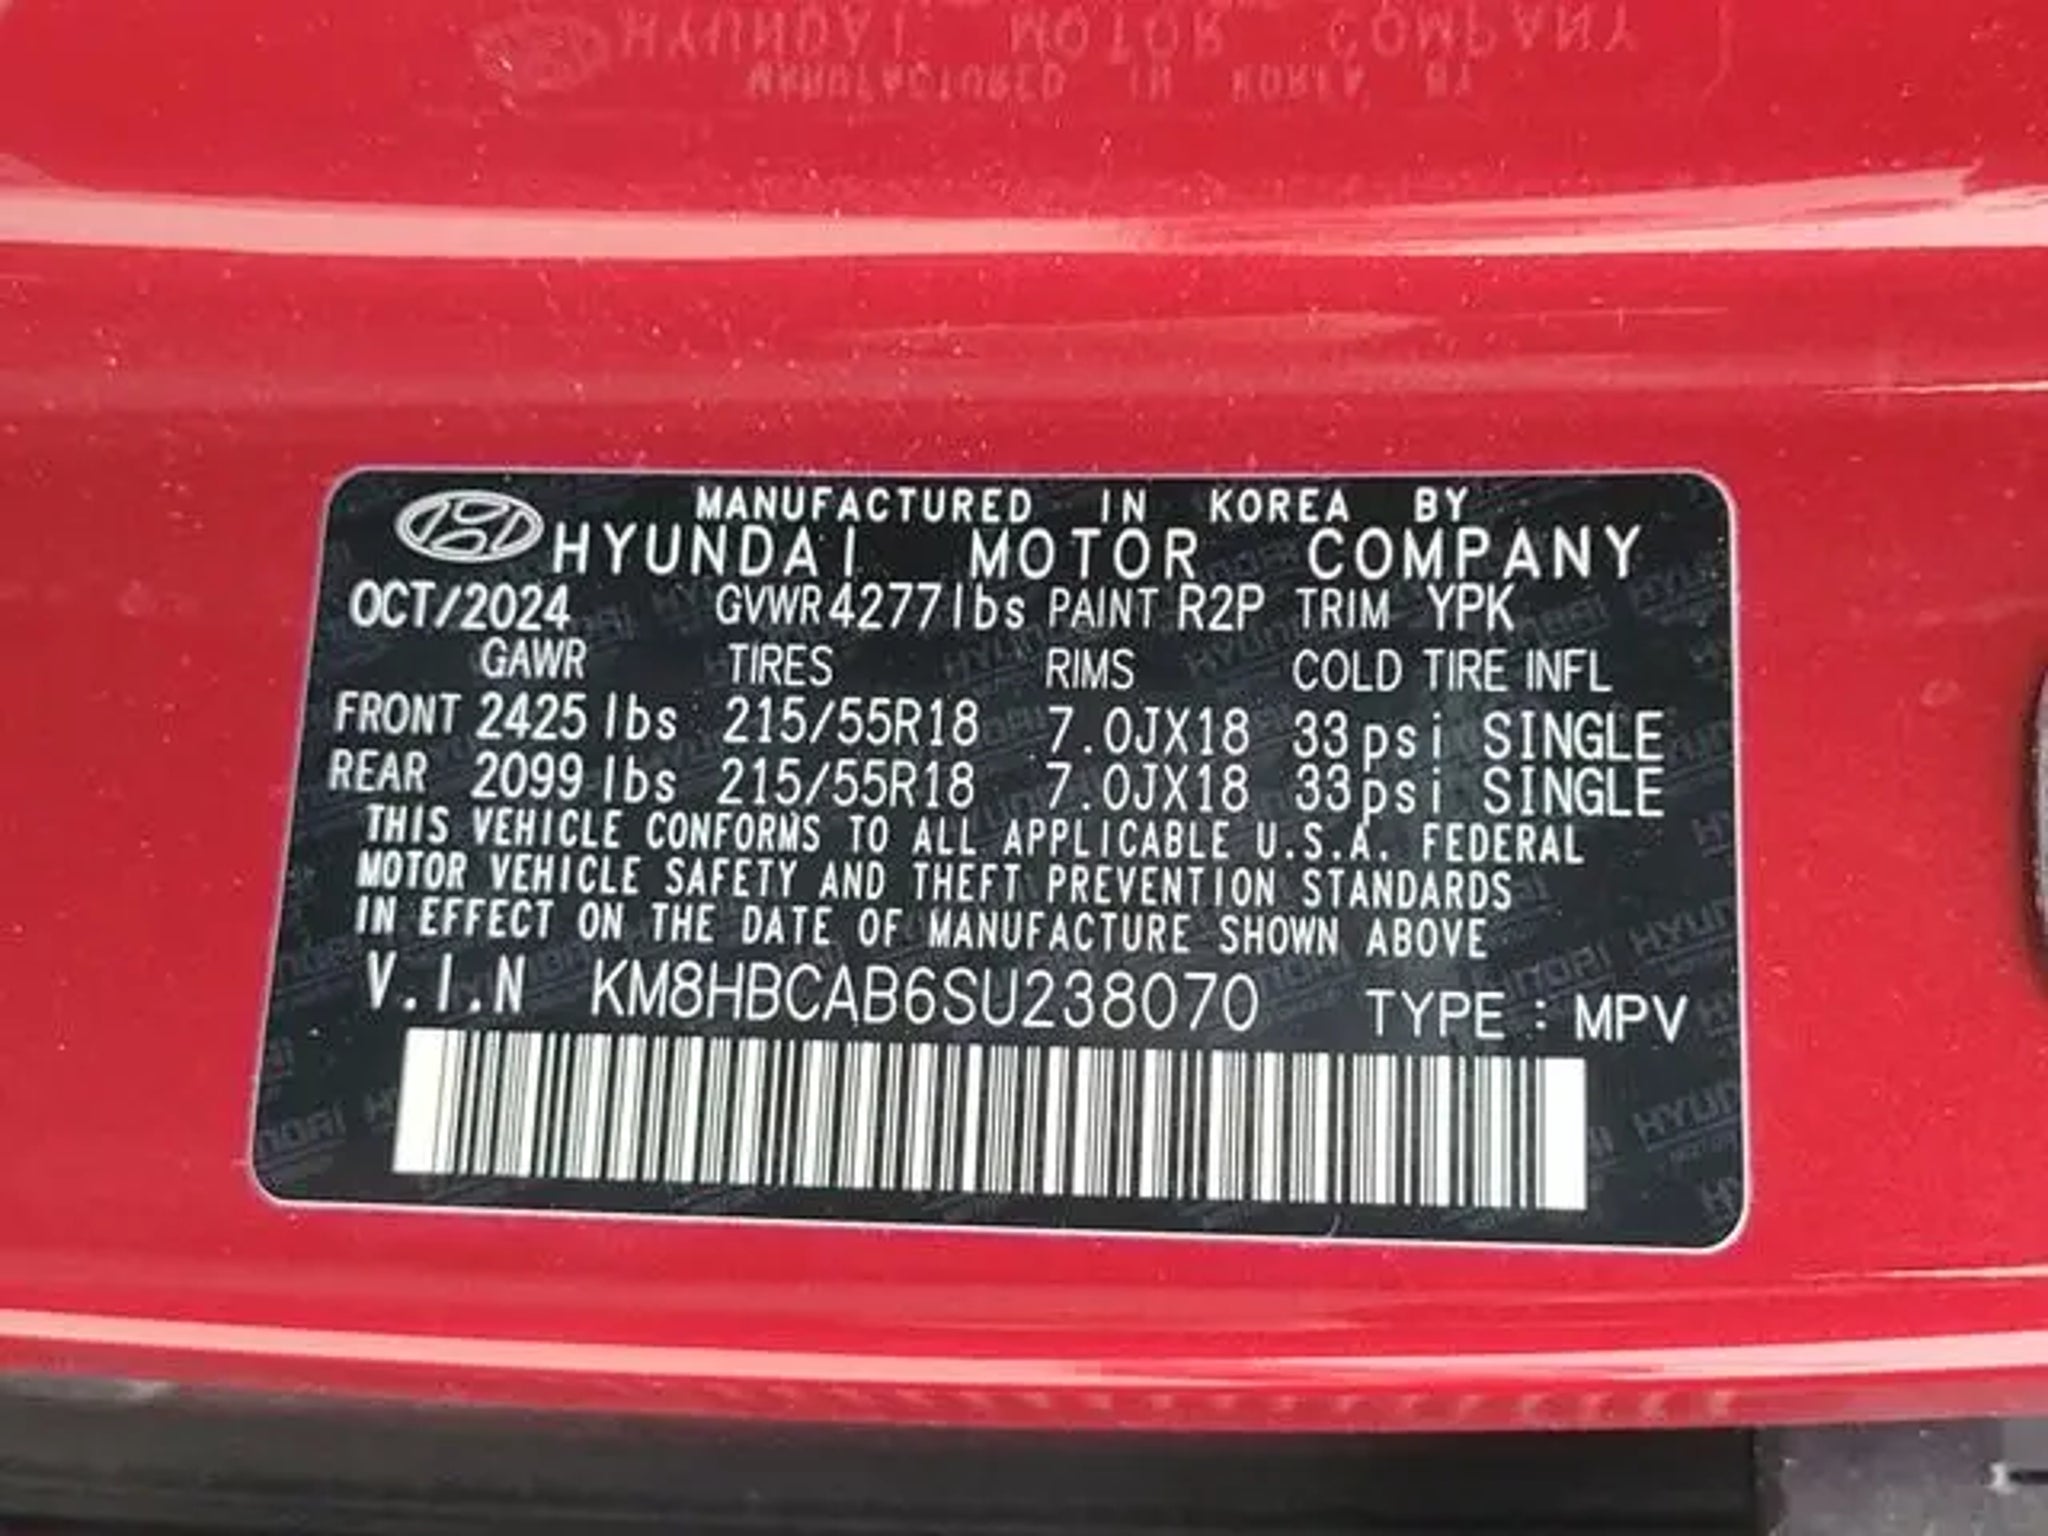 MANUFACTURED IN KOREA BY
HYUNDAI MOTOR COMPANY
OCT/2024 GVWR 4277lbs PAINT R2P TRIM YPK
GAWR TIRES RIMS COLD TIRE INFL
FRONT 2425 lbs 215/55R18 7.0JX18 33psi SINGLE
REAR 2099 lbs 215/55R18 7.0JX18 33psi SINGLE
THIS VEHICLE CONFORMS TO ALL APPLICABLE U.S.A. FEDERAL
MOTOR VEHICLE SAFETY AND THEFT PREVENTION STANDARDS
IN EFFECT ON THE DATE OF MANUFACTURE SHOWN ABOVE
V.I.N KM8HBCAB6SU238070 TYPE : MPV